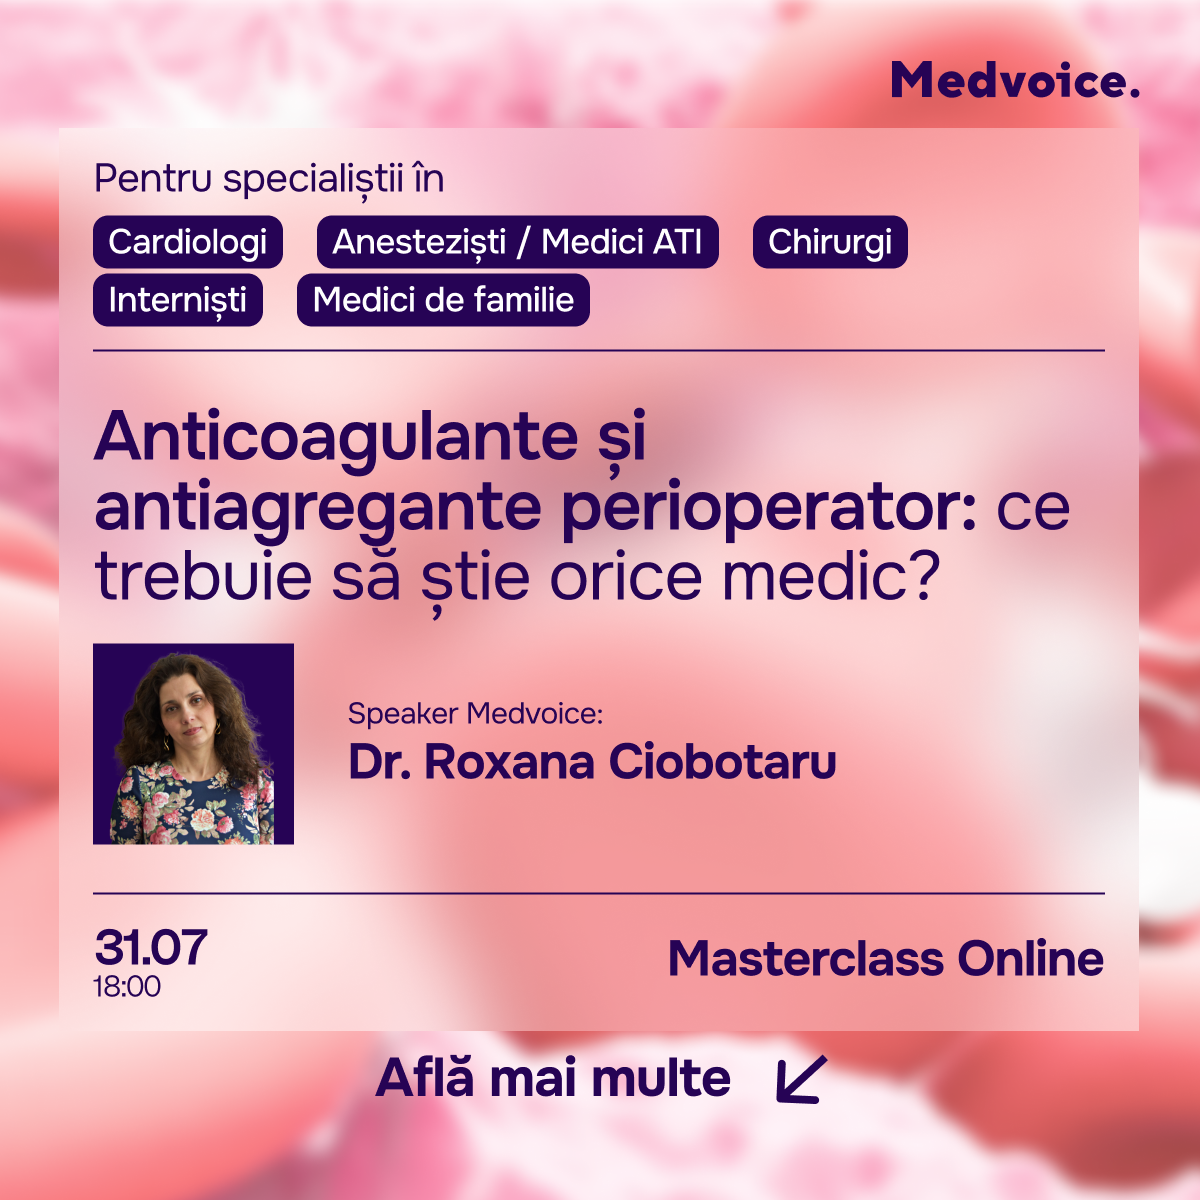 Medvoice.
Pentru specialiștii în
Cardiologi Anesteziști / Medici ATI Chirurgi
Interniști Medici de familie
Anticoagulante și
antiagregante perioperator: ce
trebuie să știe orice medic?
Speaker Medvoice:
Dr. Roxana Ciobotaru
31.07
18:00
Masterclass Online
Află mai multe